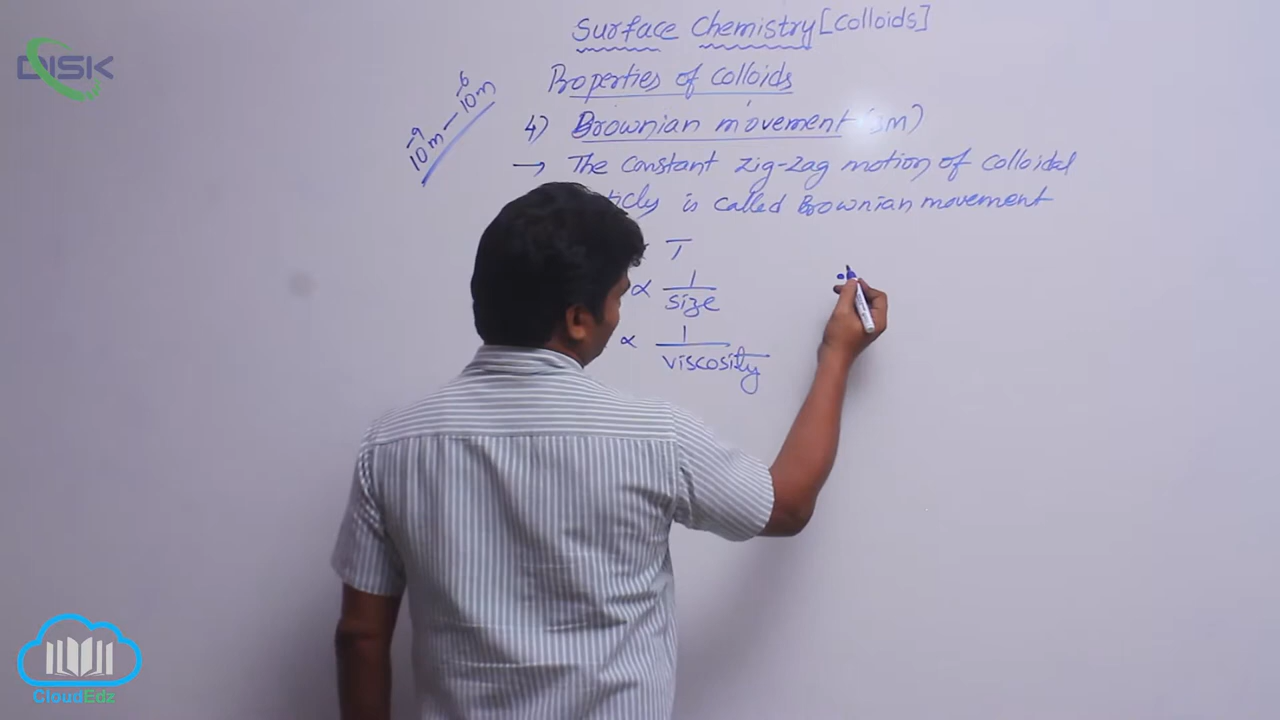 DISK
Surface Chemistry [Colloids]
Properties of colloids
10⁻⁹m – 10⁻⁶m
4) Brownian movement M)
→ The constant zig-zag motion of colloidal
is called Brownian movement
T
∝ 1/size
∝ 1/viscosity
CloudEdz